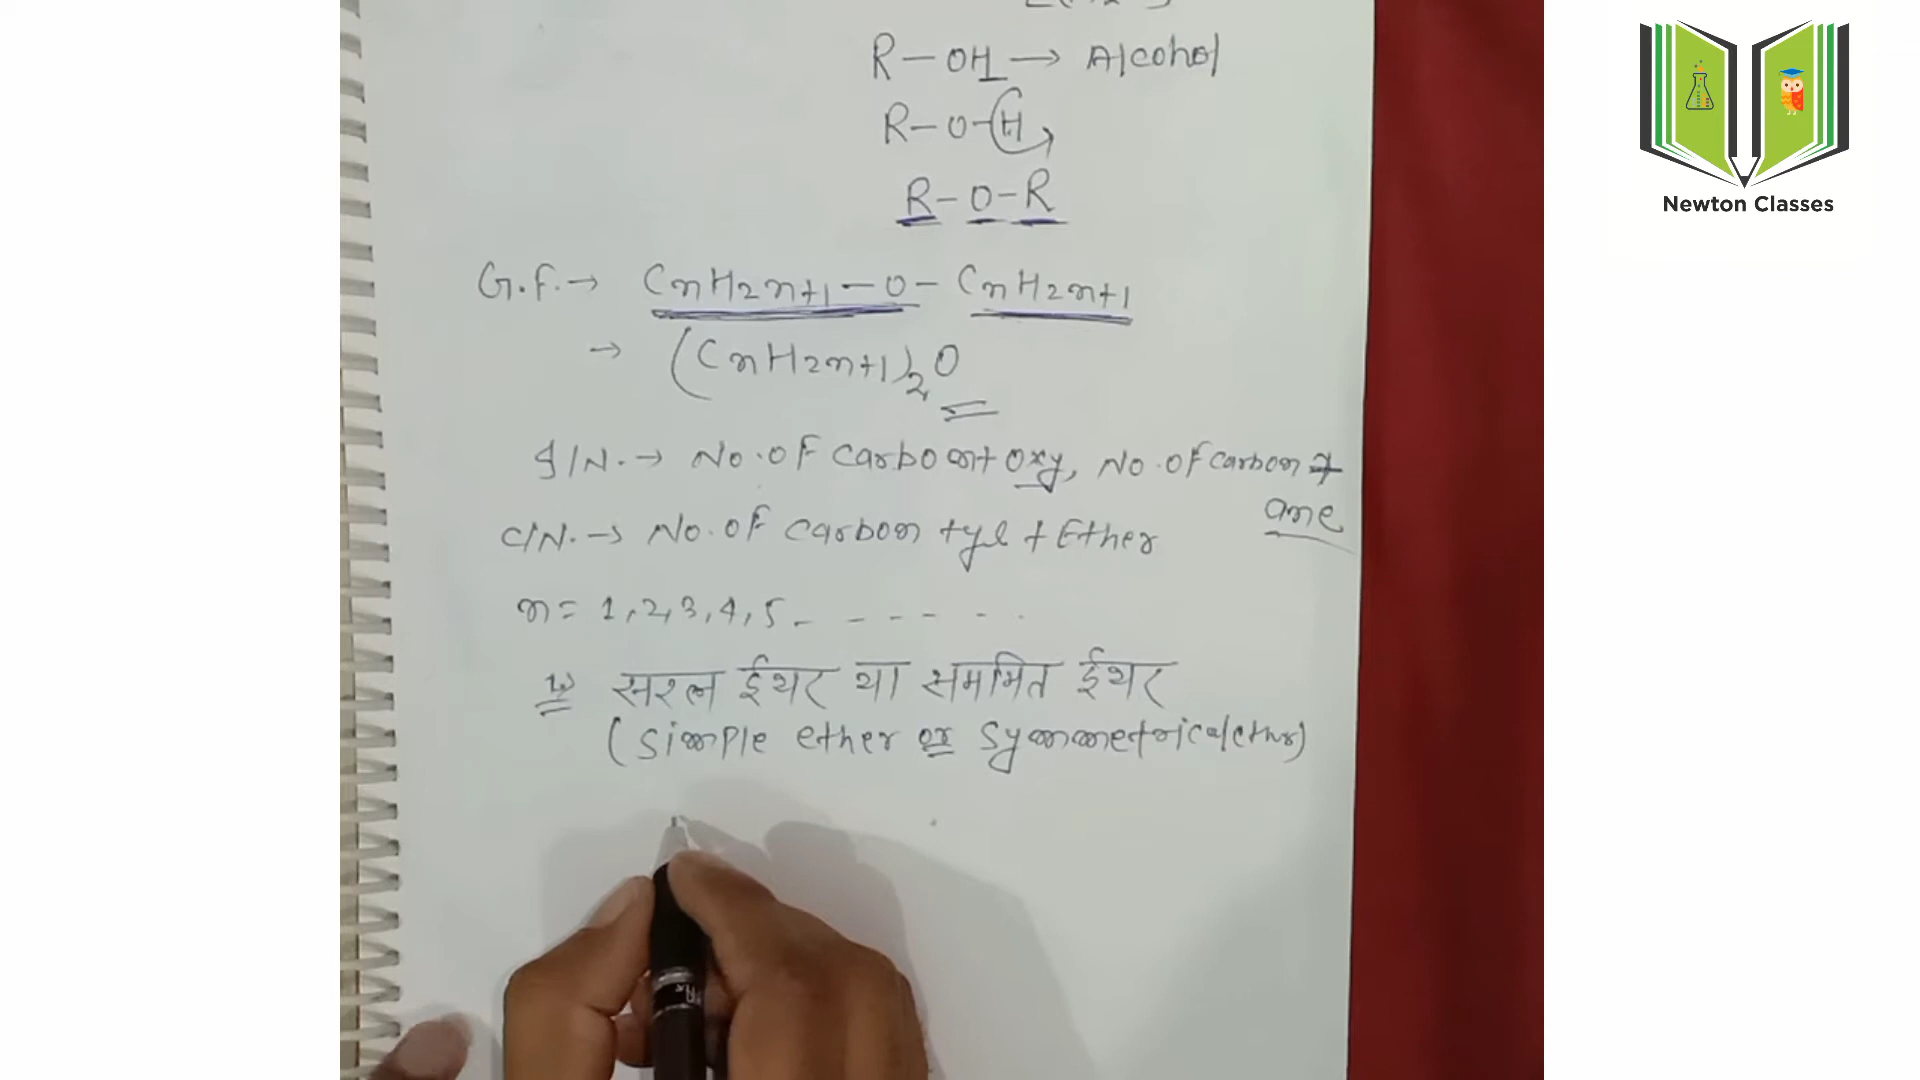 R-OH → Alcohol
R-O-H
R-O-R
G.F. → CnH2n+1-O-CnH2n+1
→ (CnH2n+1)2O
I/N. → No. of carbon + oxy, No. of carbon +
ane
C/N. → No. of carbon + yl + Ether
n = 1, 2, 3, 4, 5 - - - - - -
1) सरल ईथर या सममित ईथर
(Simple ether or Symmetrical ether)
Newton Classes